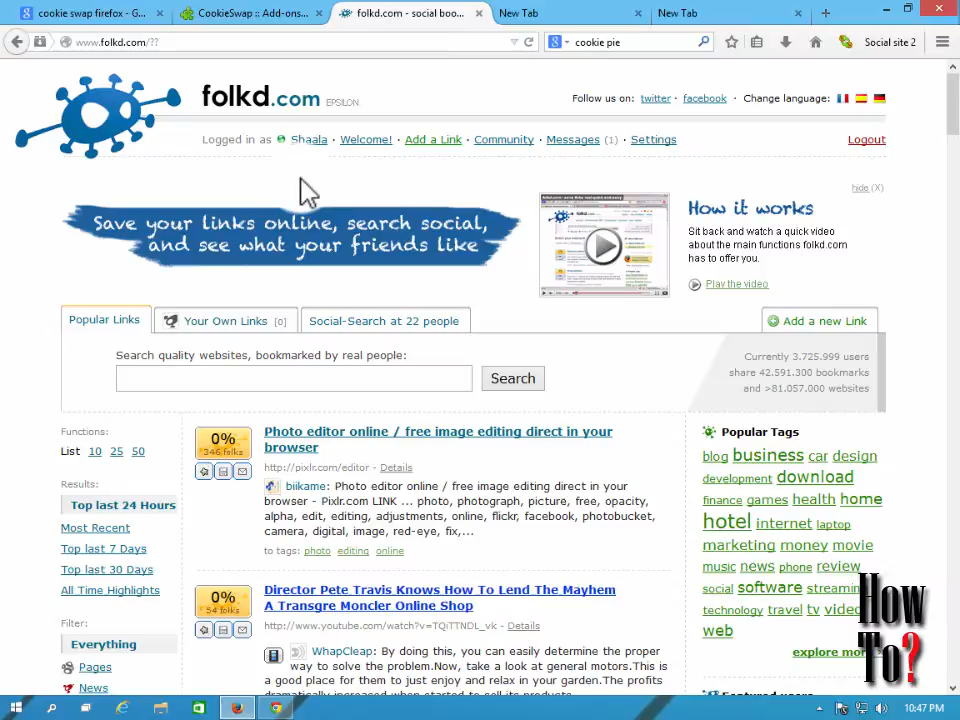 cookie swap firefox - G...
CookieSwap :: Add-ons...
folkd.com - social boo...
New Tab
New Tab
www.folkd.com/??
cookie pie
Social site 2
folkd.com EPSILON
Follow us on: twitter · facebook · Change language:
Logged in as Shaala · Welcome! · Add a Link · Community · Messages (1) · Settings
Logout
hide (X)
Save your links online, search social,
and see what your friends like
How it works
Sit back and watch a quick video
about the main functions folkd.com
has to offer you.
Play the video
Popular Links
Your Own Links [0]
Social-Search at 22 people
Add a new Link
Search quality websites, bookmarked by real people:
Search
Currently 3.725.999 users
share 42.591.300 bookmarks
and >81.057.000 websites
Functions:
List 10 25 50
Results:
Top last 24 Hours
Most Recent
Top last 7 Days
Top last 30 Days
All Time Highlights
Filter:
Everything
Pages
News
0%
346 folks
Photo editor online / free image editing direct in your
browser
http://pixlr.com/editor - Details
biikame: Photo editor online / free image editing direct in your
browser - Pixlr.com LINK ... photo, photograph, picture, free, opacity,
alpha, edit, editing, adjustments, online, flickr, facebook, photobucket,
camera, digital, image, red-eye, fix,...
to tags: photo editing online
0%
54 folks
Director Pete Travis Knows How To Lend The Mayhem
A Transgre Moncler Online Shop
http://www.youtube.com/watch?v=TQiTTNDL_vk - Details
WhapCleap: By doing this, you can easily determine the proper
way to solve the problem.Now, take a look at general motors.This is
a good place for them to just enjoy and relax in your garden.The profits
dramatically increased when started to sell its products
Popular Tags
blog business car design
development download
finance games health home
hotel internet laptop
marketing money movie
music news phone review
social software streamin
technology travel tv video
web
explore more
Featured users
How
To?
10:47 PM